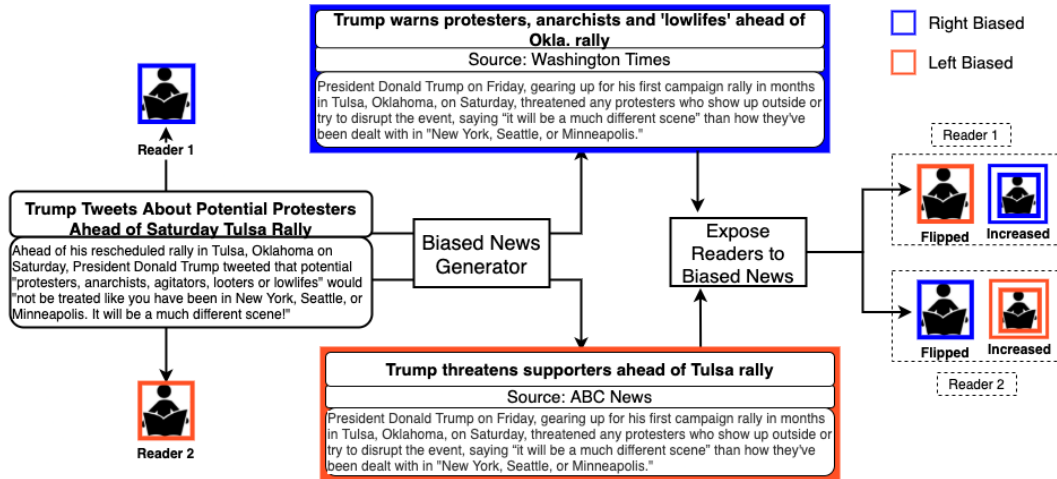 Trump warns protesters, anarchists and 'lowlifes' ahead of
Okla. rally
Source: Washington Times
President Donald Trump on Friday, gearing up for his first campaign rally in months
in Tulsa, Oklahoma, on Saturday, threatened any protesters who show up outside or
try to disrupt the event, saying “it will be a much different scene” than how they've
been dealt with in "New York, Seattle, or Minneapolis."
Right Biased
Left Biased
Reader 1
Trump Tweets About Potential Protesters
Ahead of Saturday Tulsa Rally
Ahead of his rescheduled rally in Tulsa, Oklahoma on
Saturday, President Donald Trump tweeted that potential
"protesters, anarchists, agitators, looters or lowlifes" would
"not be treated like you have been in New York, Seattle, or
Minneapolis. It will be a much different scene!"
Reader 2
Biased News
Generator
Expose
Readers to
Biased News
Reader 1
Flipped
Increased
Flipped
Increased
Reader 2
Trump threatens supporters ahead of Tulsa rally
Source: ABC News
President Donald Trump on Friday, gearing up for his first campaign rally in months
in Tulsa, Oklahoma, on Saturday, threatened any protesters who show up outside or
try to disrupt the event, saying “it will be a much different scene” than how they've
been dealt with in "New York, Seattle, or Minneapolis."